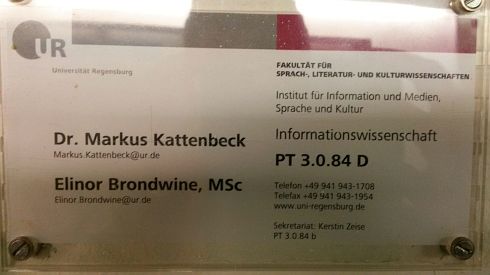 UR
Universität Regensburg
FAKULTÄT FÜR
SPRACH-, LITERATUR- UND KULTURWISSENSCHAFTEN
Institut für Information und Medien,
Sprache und Kultur
Informationswissenschaft
PT 3.0.84 D
Dr. Markus Kattenbeck
Markus.Kattenbeck@ur.de
Elinor Brondwine, MSc
Elinor.Brondwine@ur.de
Telefon +49 941 943-1708
Telefax +49 941 943-1954
www.uni-regensburg.de
Sekretariat: Kerstin Zeise
PT 3.0.84 b